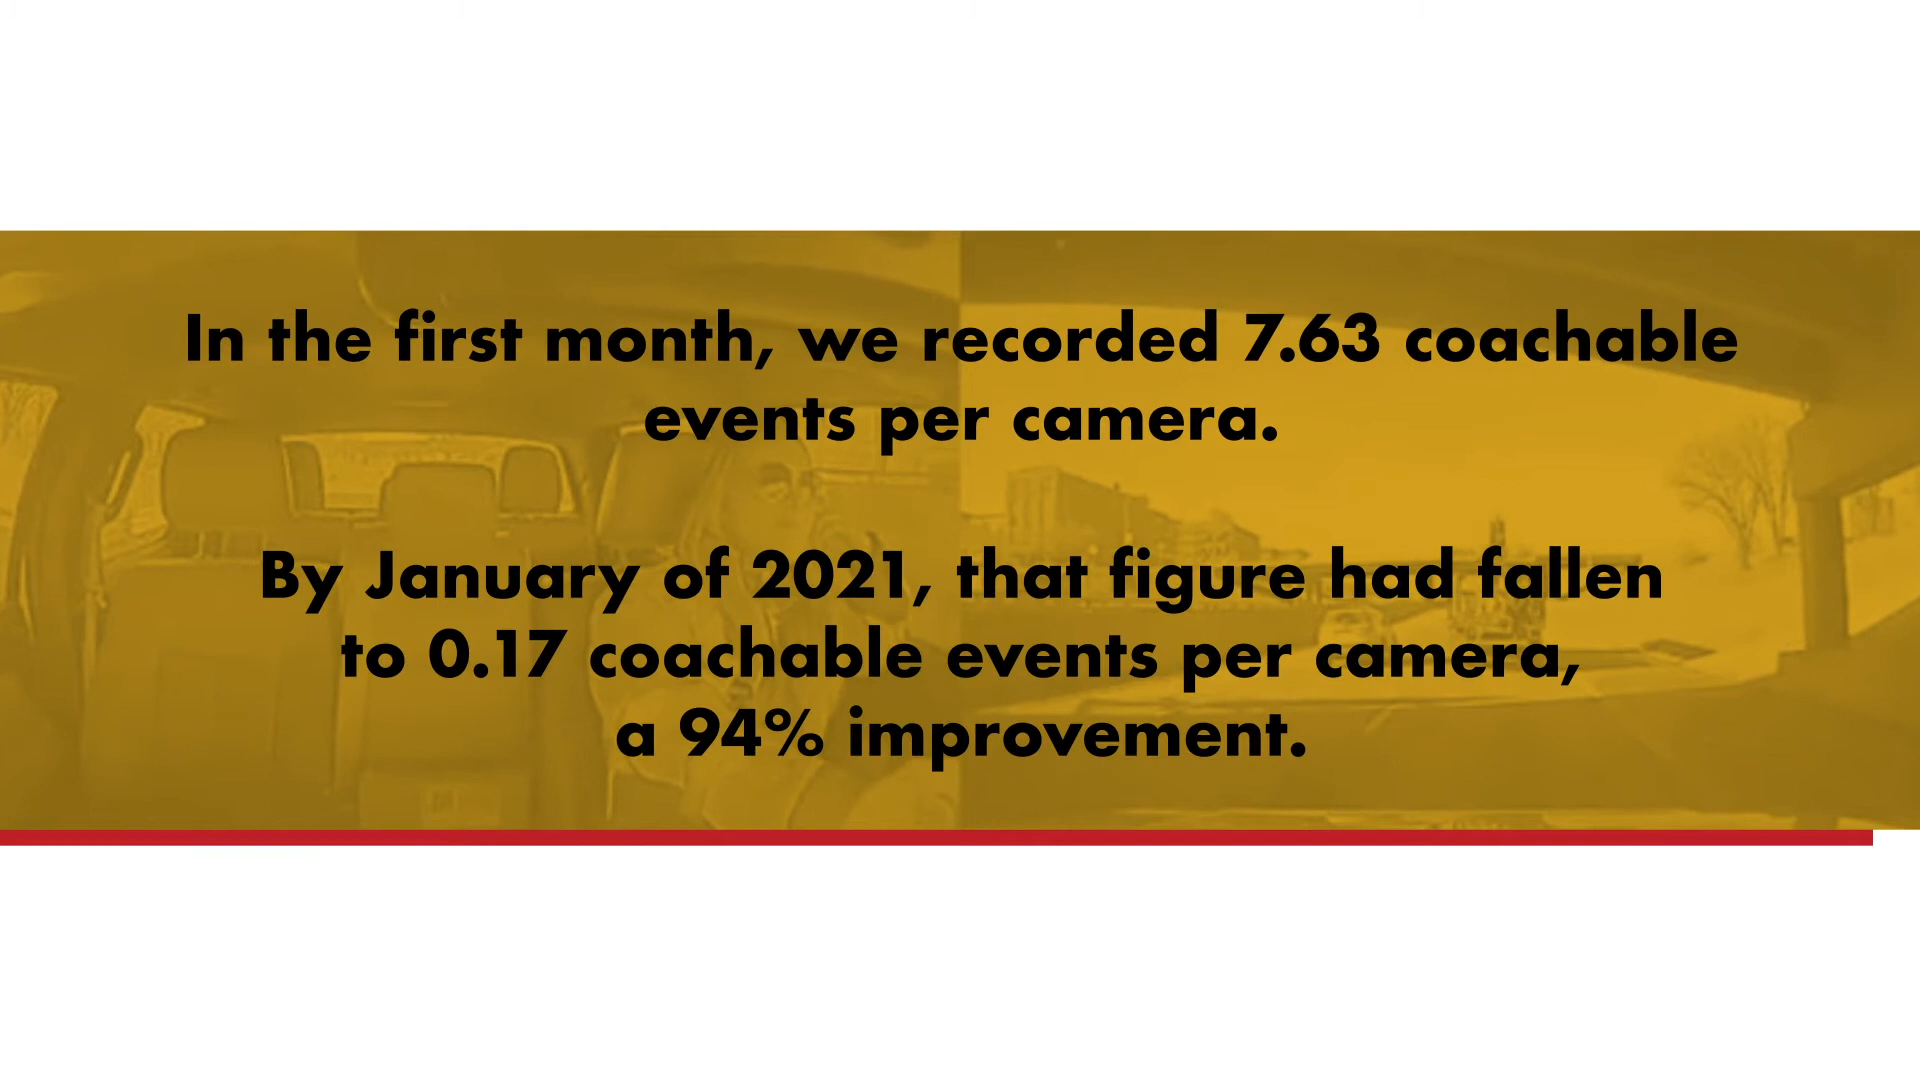 In the first month, we recorded 7.63 coachable
events per camera.
By January of 2021, that figure had fallen
to 0.17 coachable events per camera,
a 94% improvement.